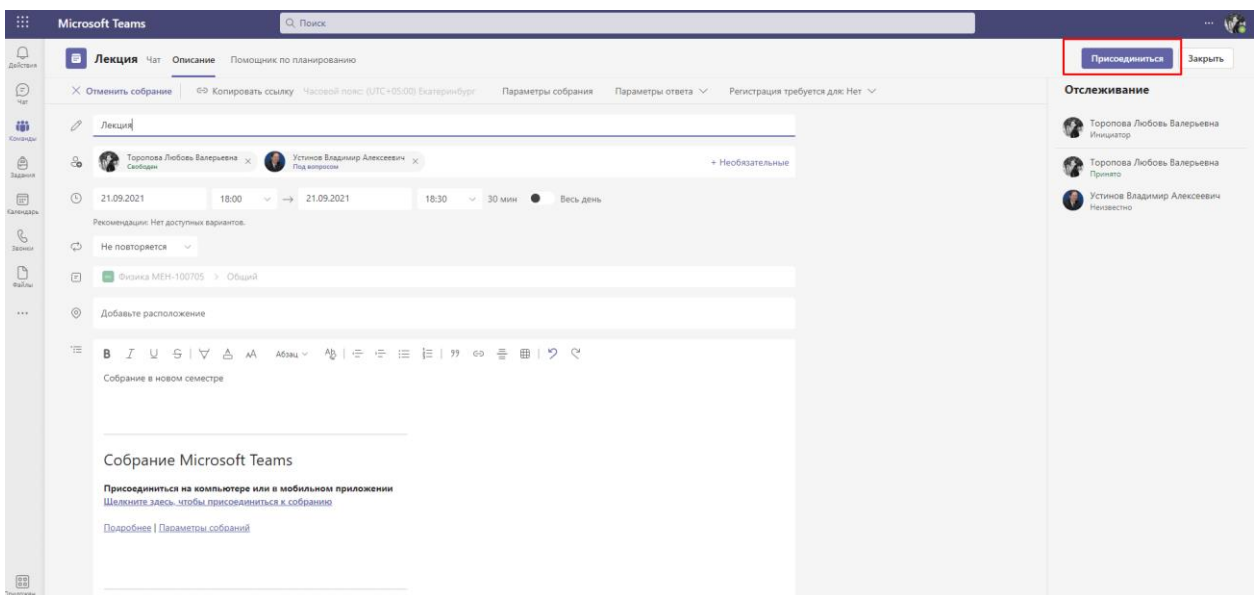 Microsoft Teams
Поиск
Действия
Чат
Команды
Задания
Календарь
Звонки
Файлы
Лекция Чат Описание Помощник по планированию
Присоединиться Закрыть
Отменить собрание Копировать ссылку Часовой пояс: (UTC+05:00) Екатеринбург Параметры собрания Параметры ответа Регистрация требуется для: Нет
Лекция
Торопова Любовь Валерьевна
Свободен
Устинов Владимир Алексеевич
Под вопросом
+ Необязательные
21.09.2021 18:00 → 21.09.2021 18:30 30 мин Весь день
Рекомендации: Нет доступных вариантов.
Не повторяется
Физика МЕН-100705 > Общий
Добавьте расположение
B I U S Абзац
Собрание в новом семестре
Собрание Microsoft Teams
Присоединиться на компьютере или в мобильном приложении
Щелкните здесь, чтобы присоединиться к собранию
Подробнее | Параметры собраний
Отслеживание
Торопова Любовь Валерьевна
Инициатор
Торопова Любовь Валерьевна
Принято
Устинов Владимир Алексеевич
Неизвестно